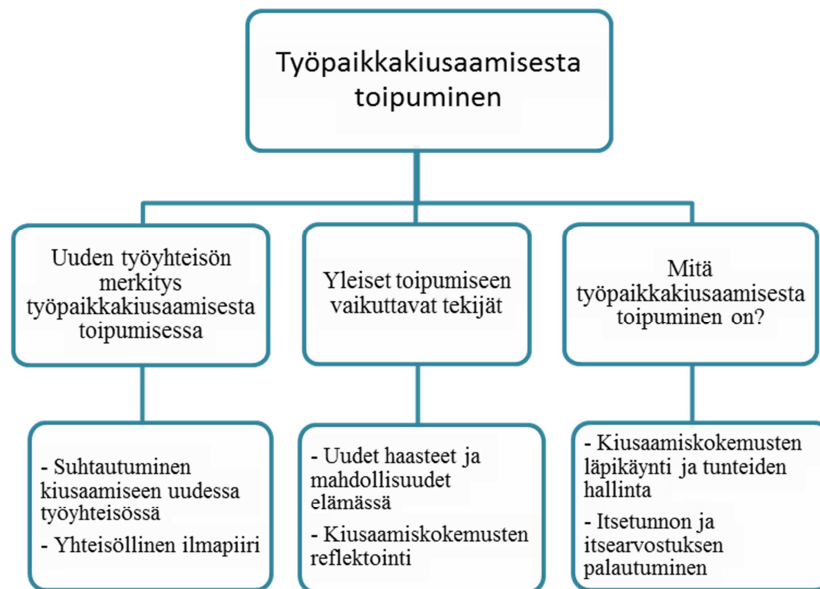 Työpaikkakiusaamisesta
toipuminen
Uuden työyhteisön
merkitys
työpaikkakiusaamisesta
toipumisessa
Yleiset toipumiseen
vaikuttavat tekijät
Mitä
työpaikkakiusaamisesta
toipuminen on?
- Suhtautuminen
kiusaamiseen uudessa
työyhteisössä
- Yhteisöllinen ilmapiiri
- Uudet haasteet ja
mahdollisuudet
elämässä
- Kiusaamiskokemusten
reflektointi
- Kiusaamiskokemusten
läpikäynti ja tunteiden
hallinta
- Itsetunnon ja
itsearvostuksen
palautuminen